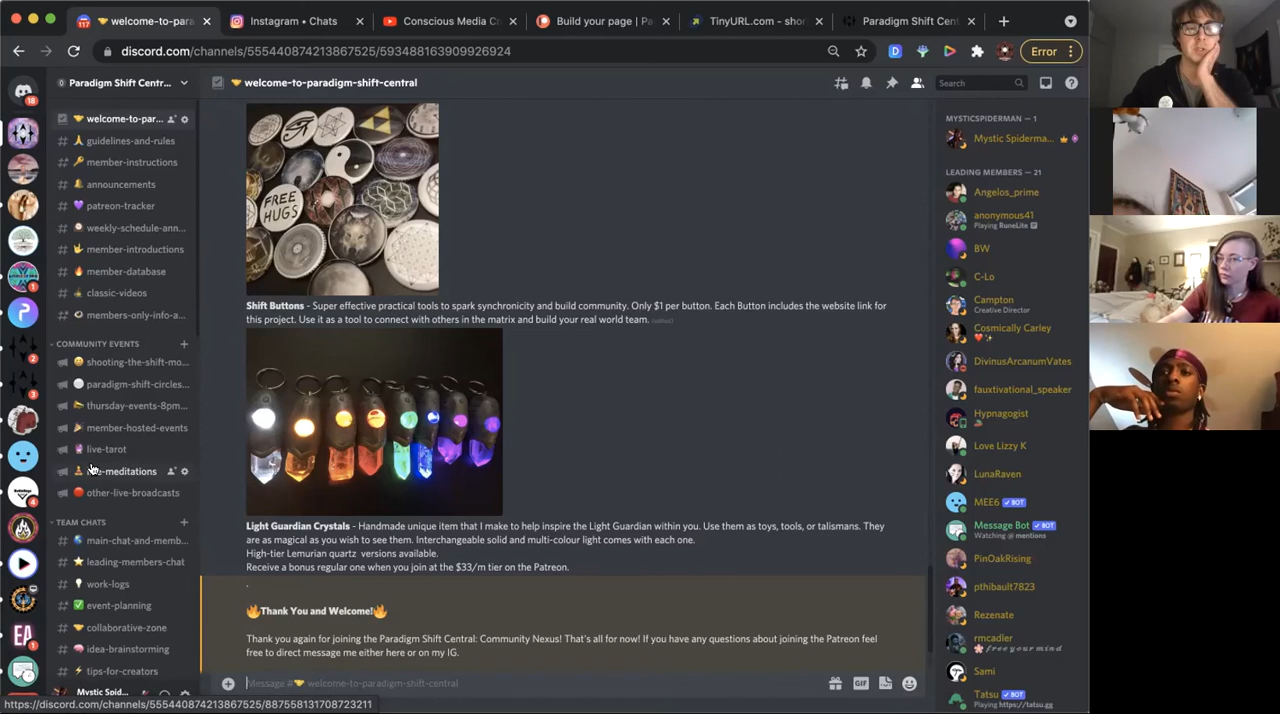 117
welcome-to-para
Instagram • Chats
Conscious Media C
Build your page | Pa
TinyURL.com - shor
Paradigm Shift Cent
discord.com/channels/555440874213867525/593488163909926924
Error
18
Paradigm Shift Centr...
welcome-to-paradigm-shift-central
Search
welcome-to-par...
guidelines-and-rules
member-instructions
announcements
patreon-tracker
weekly-schedule-ann...
member-introductions
member-database
classic-videos
members-only-info-a...
COMMUNITY EVENTS
shooting-the-shift-mo...
paradigm-shift-circles...
thursday-events-8pm...
member-hosted-events
live-tarot
-meditations
other-live-broadcasts
TEAM CHATS
main-chat-and-memb...
leading-members-chat
work-logs
event-planning
collaborative-zone
idea-brainstorming
tips-for-creators
Mystic Spid...
1
2
3
4
EA
1
FREE
HUGS
Shift Buttons - Super effective practical tools to spark synchronicity and build community. Only $1 per button. Each Button includes the website link for
this project. Use it as a tool to connect with others in the matrix and build your real world team. (edited)
Light Guardian Crystals - Handmade unique item that I make to help inspire the Light Guardian within you. Use them as toys, tools, or talismans. They
are as magical as you wish to see them. Interchangeable solid and multi-colour light comes with each one.
High-tier Lemurian quartz versions available.
Receive a bonus regular one when you join at the $33/m tier on the Patreon.
.
🔥Thank You and Welcome!🔥
Thank you again for joining the Paradigm Shift Central: Community Nexus! That's all for now! If you have any questions about joining the Patreon feel
free to direct message me either here or on my IG.
Message #🤝 welcome-to-paradigm-shift-central
GIF
MYSTICSPIDERMAN — 1
Mystic Spiderma...
LEADING MEMBERS — 21
Angelos_prime
anonymous41
Playing RuneLite
BW
C-Lo
Campton
Creative Director
Cosmically Carley
DivinusArcanumVates
fauxtivational_speaker
Hypnagogist
Love Lizzy K
LunaRaven
MEE6 ✓ BOT
Message Bot ✓ BOT
Watching @ mentions
PinOakRising
pthibault7823
Rezenate
rmcadler
free your mind
Sami
Tatsu ✓ BOT
Playing https://tatsu.gg
https://discord.com/channels/555440874213867525/887558131708723211